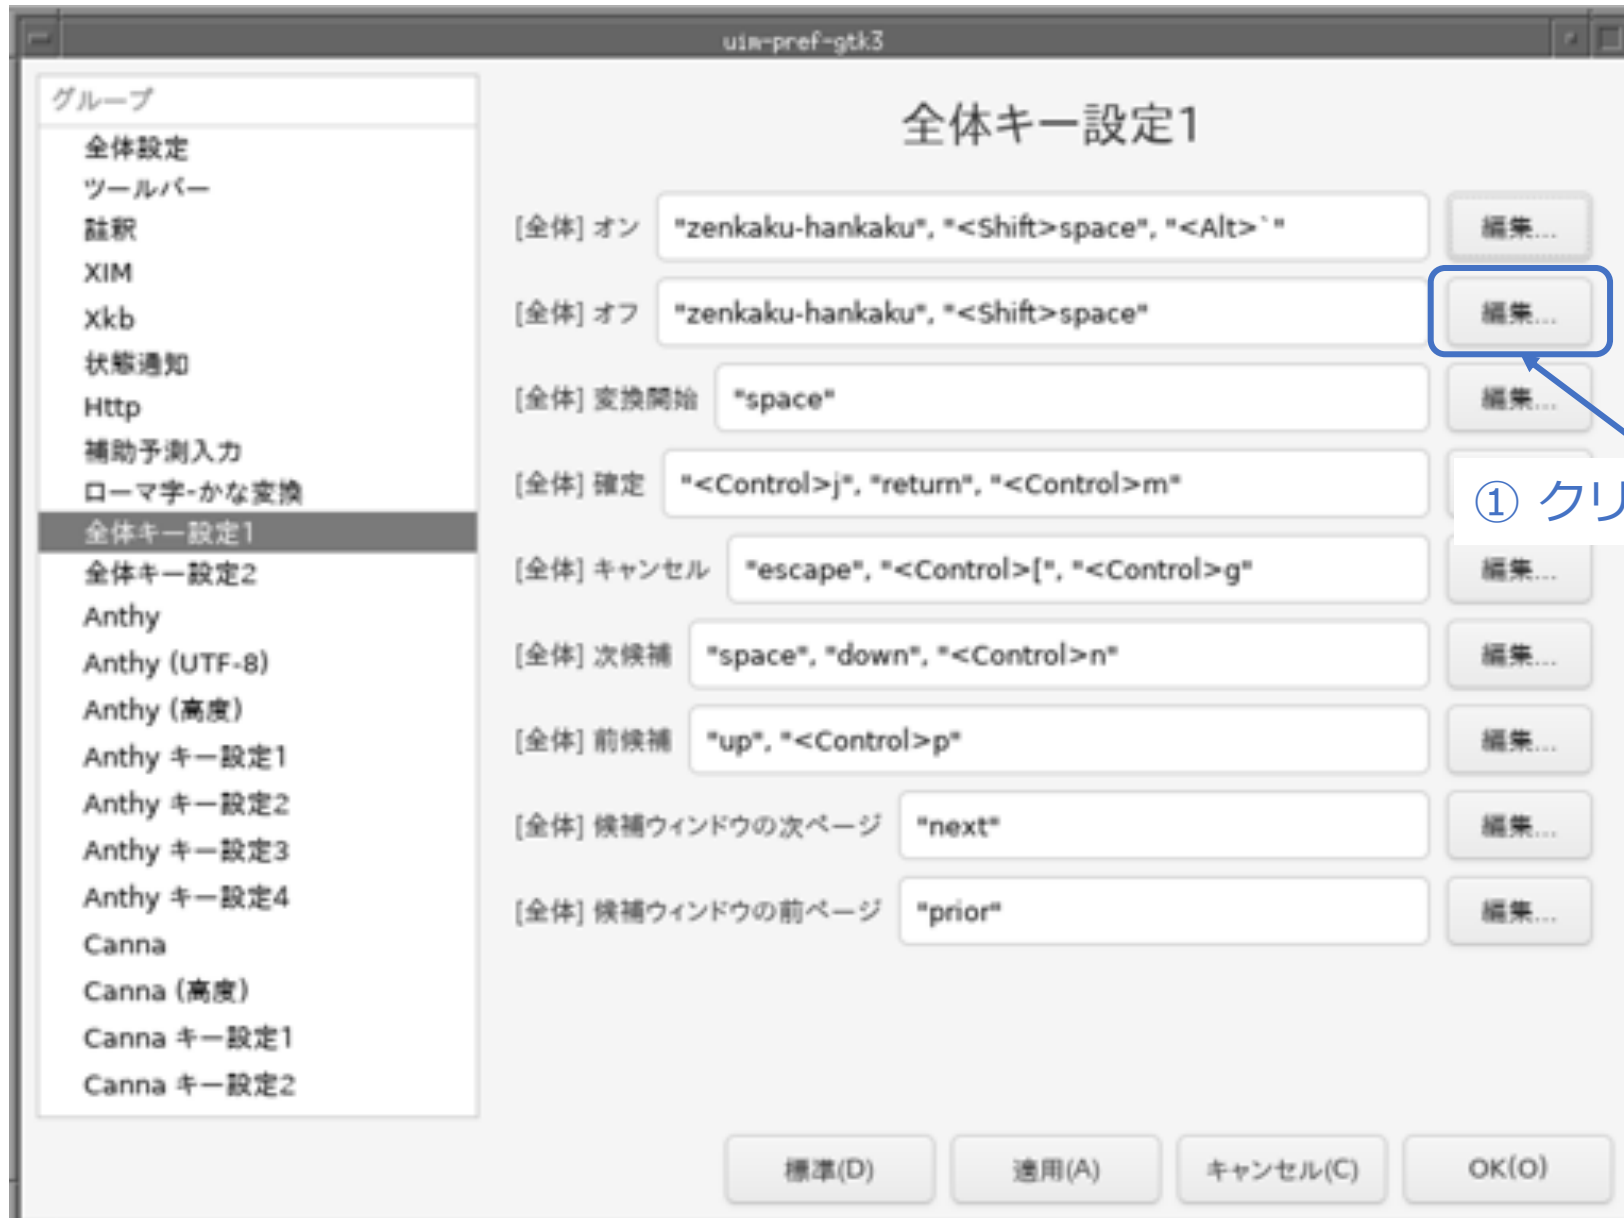 uim-pref-gtk3
グループ
全体設定
ツールバー
註釈
XIM
Xkb
状態通知
Http
補助予測入力
ローマ字-かな変換
全体キー設定1
全体キー設定2
Anthy
Anthy (UTF-8)
Anthy (高度)
Anthy キー設定1
Anthy キー設定2
Anthy キー設定3
Anthy キー設定4
Canna
Canna (高度)
Canna キー設定1
Canna キー設定2
全体キー設定1
[全体] オン "zenkaku-hankaku", "<Shift>space", "<Alt>`" 編集...
[全体] オフ "zenkaku-hankaku", "<Shift>space" 編集...
[全体] 変換開始 "space" 編集...
[全体] 確定 "<Control>j", "return", "<Control>m"
① クリ
[全体] キャンセル "escape", "<Control>[", "<Control>g" 編集...
[全体] 次候補 "space", "down", "<Control>n" 編集...
[全体] 前候補 "up", "<Control>p" 編集...
[全体] 候補ウィンドウの次ページ "next" 編集...
[全体] 候補ウィンドウの前ページ "prior" 編集...
標準(D) 適用(A) キャンセル(C) OK(O)